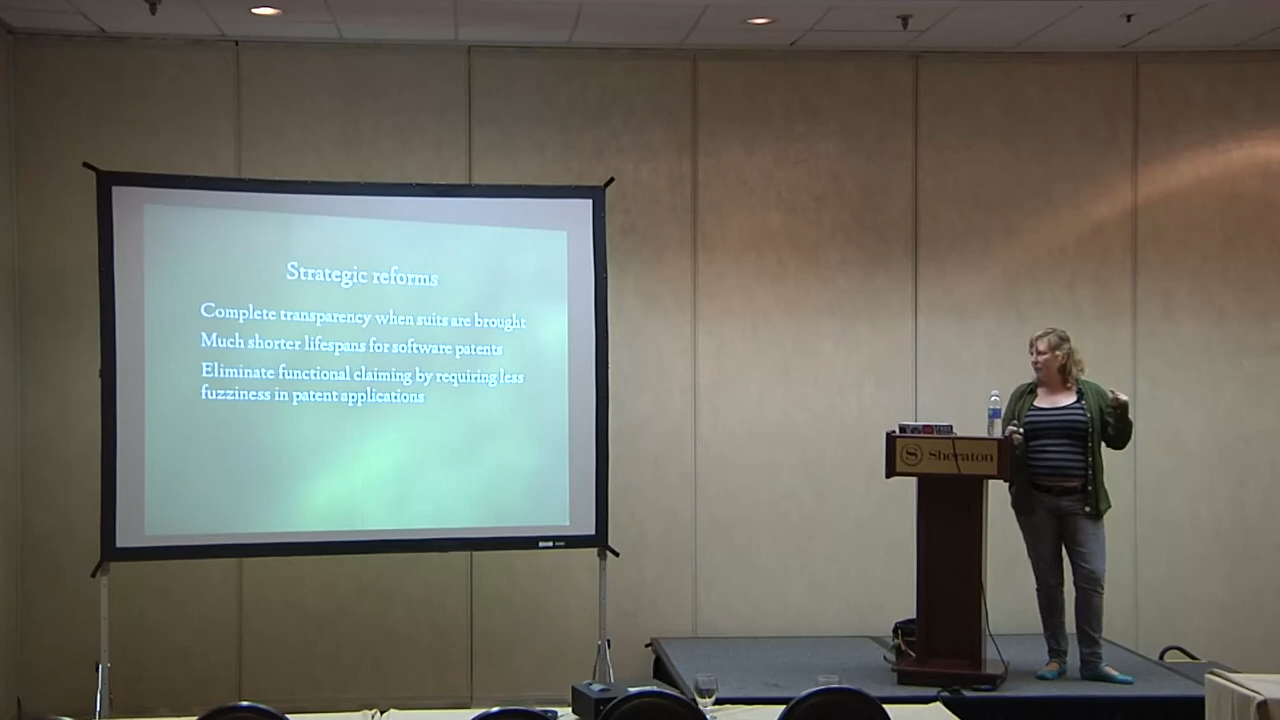 Strategic reforms
Complete transparency when suits are brought
Much shorter lifespans for software patents
Eliminate functional claiming by requiring less
fuzziness in patent applications
S Sheraton